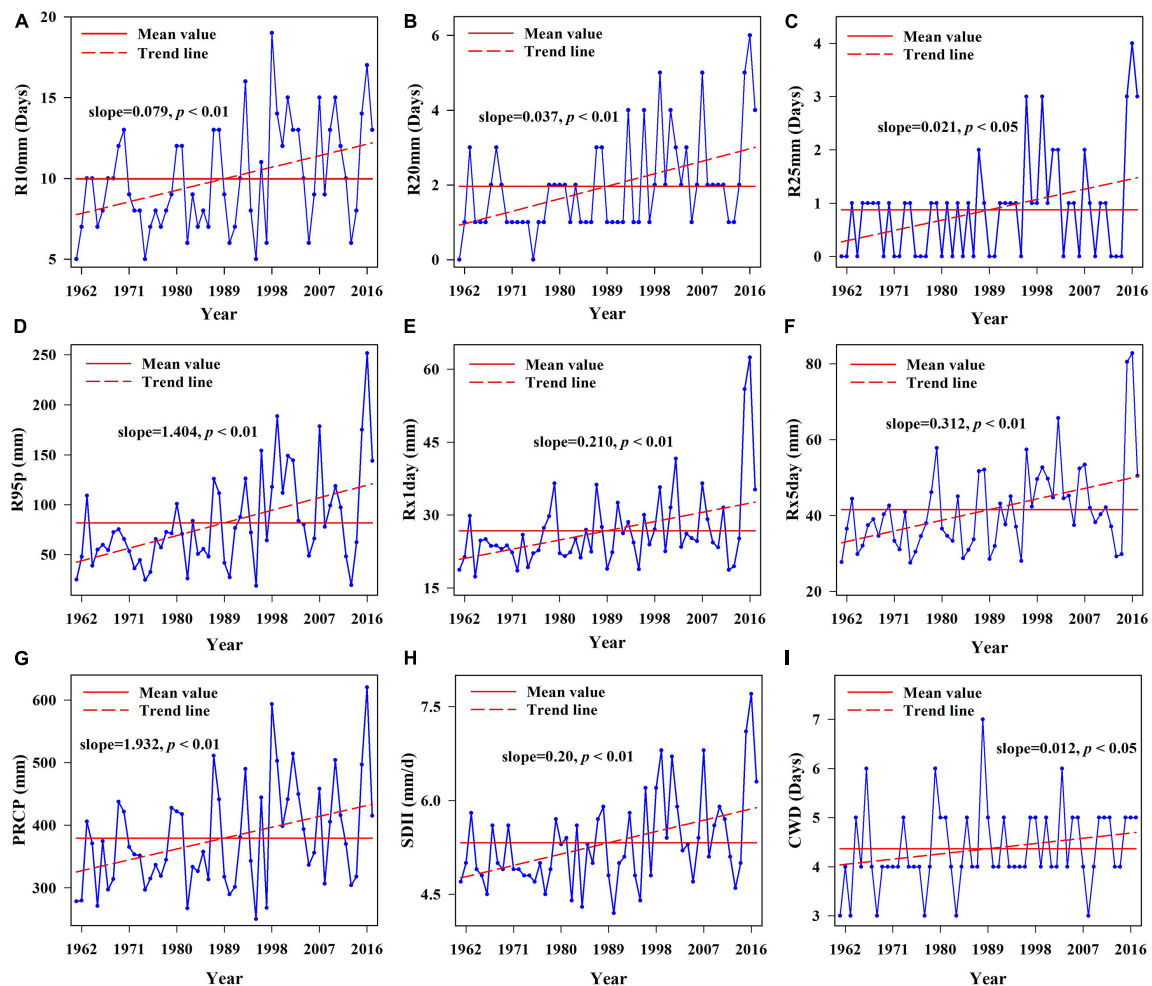 A
20
15
10
5
R10mm (Days)
Mean value
Trend line
slope=0.079, p < 0.01
1962 1971 1980 1989 1998 2007 2016
Year
B
6
4
2
0
R20mm (Days)
Mean value
Trend line
slope=0.037, p < 0.01
1962 1971 1980 1989 1998 2007 2016
Year
C
4
3
2
1
0
R25mm (Days)
Mean value
Trend line
slope=0.021, p < 0.05
1962 1971 1980 1989 1998 2007 2016
Year
D
250
200
150
100
50
R95p (mm)
Mean value
Trend line
slope=1.404, p < 0.01
1962 1971 1980 1989 1998 2007 2016
Year
E
60
45
30
15
Rx1day (mm)
Mean value
Trend line
slope=0.210, p < 0.01
1962 1971 1980 1989 1998 2007 2016
Year
F
80
60
40
20
Rx5day (mm)
Mean value
Trend line
slope=0.312, p < 0.01
1962 1971 1980 1989 1998 2007 2016
Year
G
600
500
400
300
PRCP (mm)
Mean value
Trend line
slope=1.932, p < 0.01
1962 1971 1980 1989 1998 2007 2016
Year
H
7.5
6.0
4.5
SDII (mm/d)
Mean value
Trend line
slope=0.20, p < 0.01
1962 1971 1980 1989 1998 2007 2016
Year
I
7
6
5
4
3
CWD (Days)
Mean value
Trend line
slope=0.012, p < 0.05
1962 1971 1980 1989 1998 2007 2016
Year